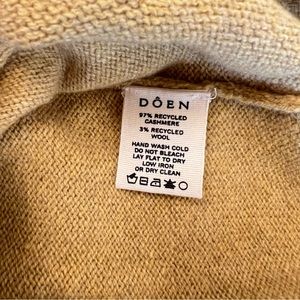 DÔEN
97% RECYCLED
CASHMERE
3% RECYCLED
WOOL
HAND WASH COLD
DO NOT BLEACH
LAY FLAT TO DRY
LOW IRON
OR DRY CLEAN